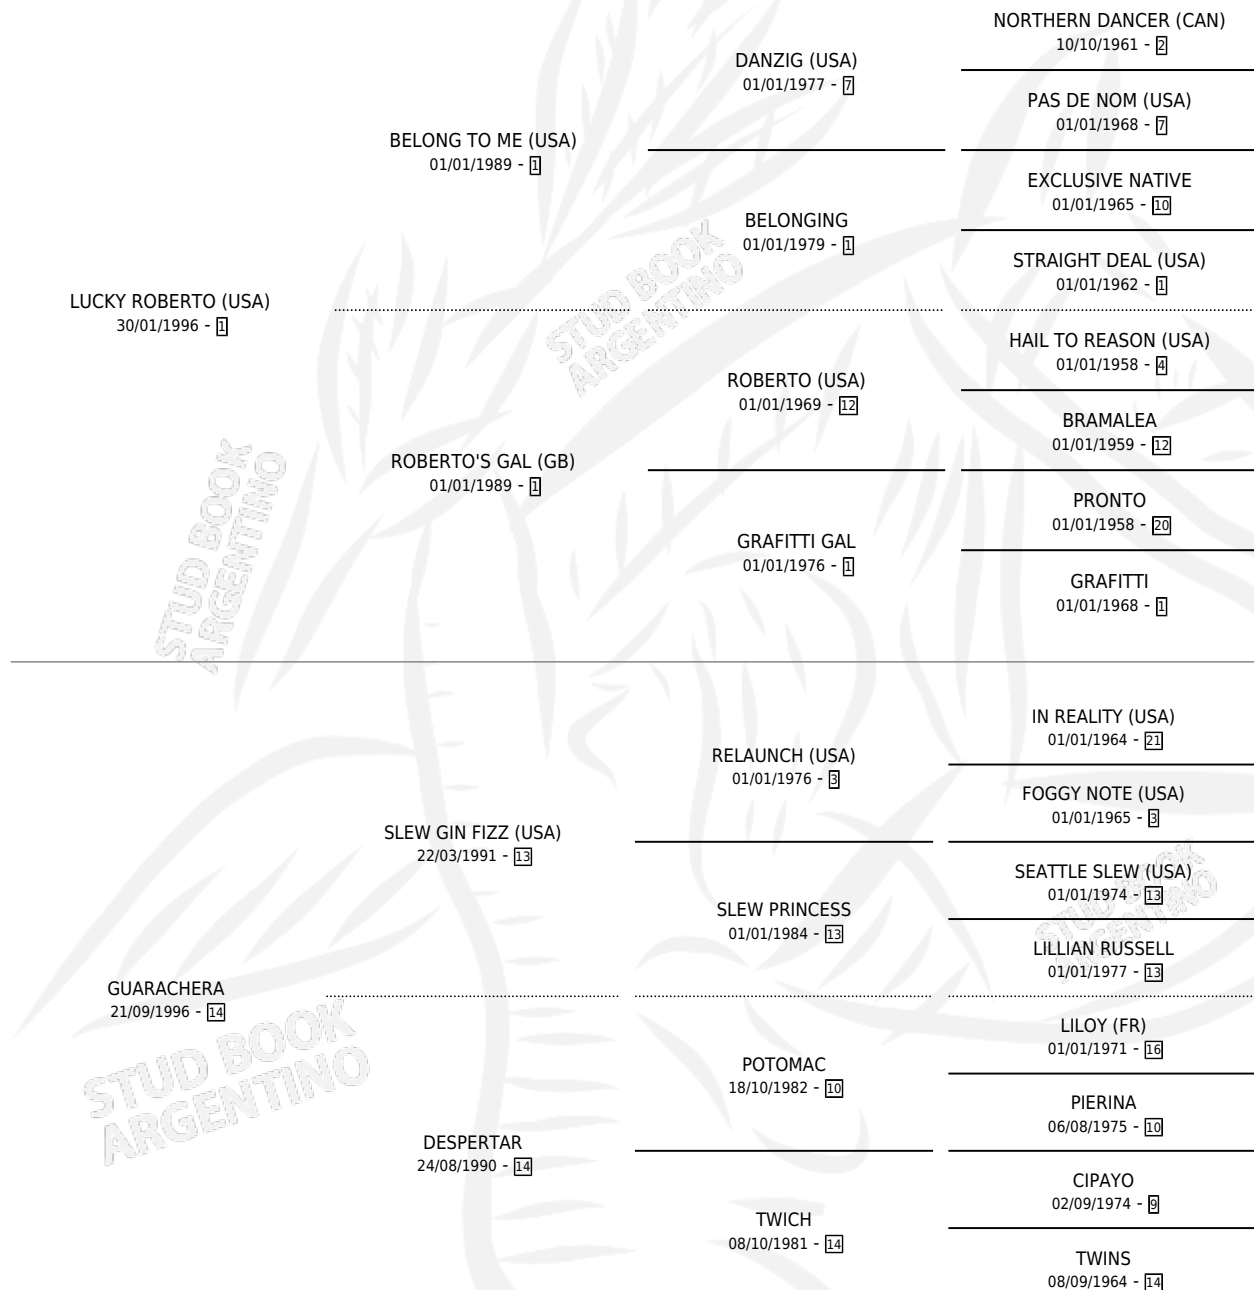 NORTHERN DANCER (CAN)
10/10/1961 - 2
DANZIG (USA)
01/01/1977 - 7
PAS DE NOM (USA)
01/01/1968 - 7
BELONG TO ME (USA)
01/01/1989 - 1
EXCLUSIVE NATIVE
01/01/1965 - 10
BELONGING
01/01/1979 - 1
STRAIGHT DEAL (USA)
01/01/1962 - 1
LUCKY ROBERTO (USA)
30/01/1996 - 1
HAIL TO REASON (USA)
01/01/1958 - 4
ROBERTO (USA)
01/01/1969 - 12
BRAMALEA
01/01/1959 - 12
ROBERTO'S GAL (GB)
01/01/1989 - 1
PRONTO
01/01/1958 - 20
GRAFITTI GAL
01/01/1976 - 1
GRAFITTI
01/01/1968 - 1
IN REALITY (USA)
01/01/1964 - 21
RELAUNCH (USA)
01/01/1976 - 3
FOGGY NOTE (USA)
01/01/1965 - 3
SLEW GIN FIZZ (USA)
22/03/1991 - 13
SEATTLE SLEW (USA)
01/01/1974 - 13
SLEW PRINCESS
01/01/1984 - 13
LILLIAN RUSSELL
01/01/1977 - 13
GUARACHERA
21/09/1996 - 14
LILOY (FR)
01/01/1971 - 16
POTOMAC
18/10/1982 - 10
PIERINA
06/08/1975 - 10
DESPERTAR
24/08/1990 - 14
CIPAYO
02/09/1974 - 9
TWICH
08/10/1981 - 14
TWINS
08/09/1964 - 14
STUD BOOK
ARGENTINO
STUD BOOK
ARGENTINO
STUD BOOK
ARGENTINO
STUD BOOK
ARGENTINO